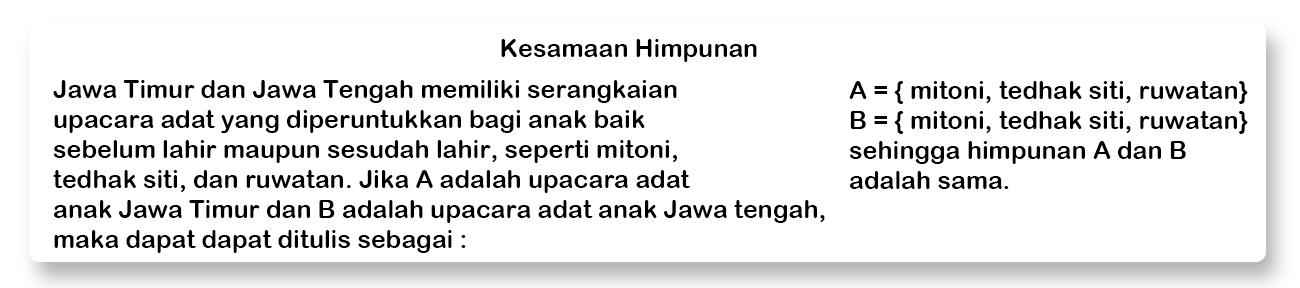 Kesamaan Himpunan
Jawa Timur dan Jawa Tengah memiliki serangkaian
upacara adat yang diperuntukkan bagi anak baik
sebelum lahir maupun sesudah lahir, seperti mitoni,
tedhak siti, dan ruwatan. Jika A adalah upacara adat
anak Jawa Timur dan B adalah upacara adat anak Jawa tengah,
maka dapat dapat ditulis sebagai :
A = { mitoni, tedhak siti, ruwatan}
B = { mitoni, tedhak siti, ruwatan}
sehingga himpunan A dan B
adalah sama.